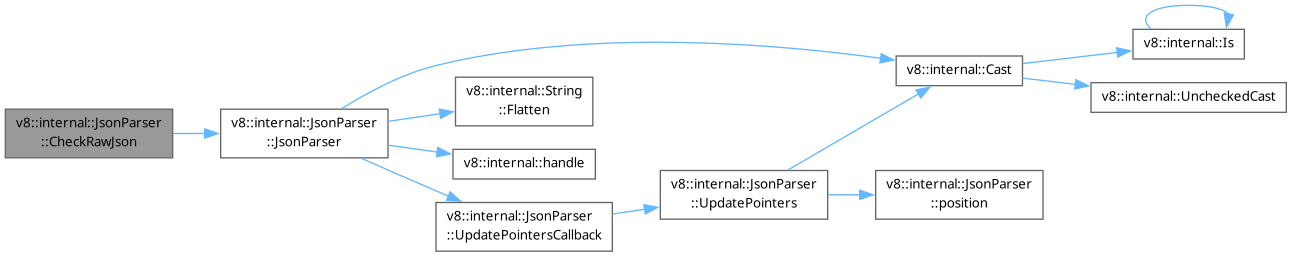 v8::internal::JsonParser
::CheckRawJson
v8::internal::JsonParser
::JsonParser
v8::internal::String
::Flatten
v8::internal::handle
v8::internal::JsonParser
::UpdatePointersCallback
v8::internal::JsonParser
::UpdatePointers
v8::internal::Cast
v8::internal::JsonParser
::position
v8::internal::Is
v8::internal::UncheckedCast